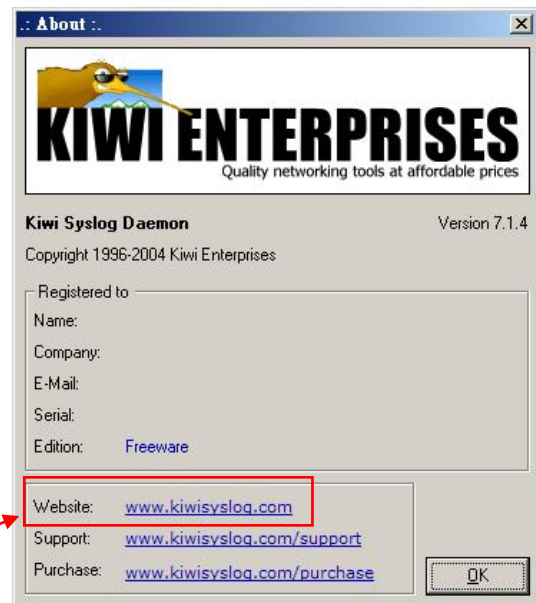 .: About :.
KIWI ENTERPRISES
Quality networking tools at affordable prices
Kiwi Syslog Daemon Version 7.1.4
Copyright 1996-2004 Kiwi Enterprises
Registered to
Name:
Company:
E-Mail:
Serial:
Edition: Freeware
Website: www.kiwisyslog.com
Support: www.kiwisyslog.com/support
Purchase: www.kiwisyslog.com/purchase
OK